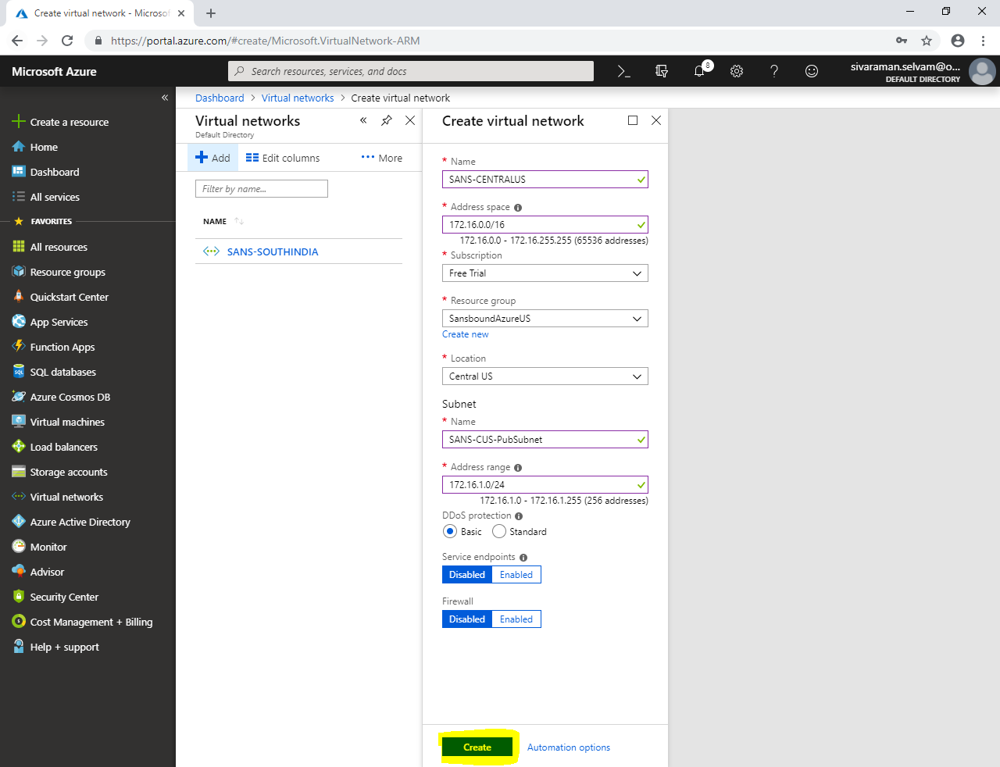 Create virtual network - Microsof
https://portal.azure.com/#create/Microsoft.VirtualNetwork-ARM
Microsoft Azure
Search resources, services, and docs
8
sivaraman.selvam@o...
DEFAULT DIRECTORY
Create a resource
Home
Dashboard
All services
FAVORITES
All resources
Resource groups
Quickstart Center
App Services
Function Apps
SQL databases
Azure Cosmos DB
Virtual machines
Load balancers
Storage accounts
Virtual networks
Azure Active Directory
Monitor
Advisor
Security Center
Cost Management + Billing
Help + support
Dashboard > Virtual networks > Create virtual network
Virtual networks
Default Directory
Add
Edit columns
More
Filter by name...
NAME
SANS-SOUTHINDIA
Create virtual network
* Name
SANS-CENTRALUS
* Address space
172.16.0.0/16
172.16.0.0 - 172.16.255.255 (65536 addresses)
* Subscription
Free Trial
* Resource group
SansboundAzureUS
Create new
* Location
Central US
Subnet
* Name
SANS-CUS-PubSubnet
* Address range
172.16.1.0/24
172.16.1.0 - 172.16.1.255 (256 addresses)
DDoS protection
Basic Standard
Service endpoints
Disabled Enabled
Firewall
Disabled Enabled
Create Automation options